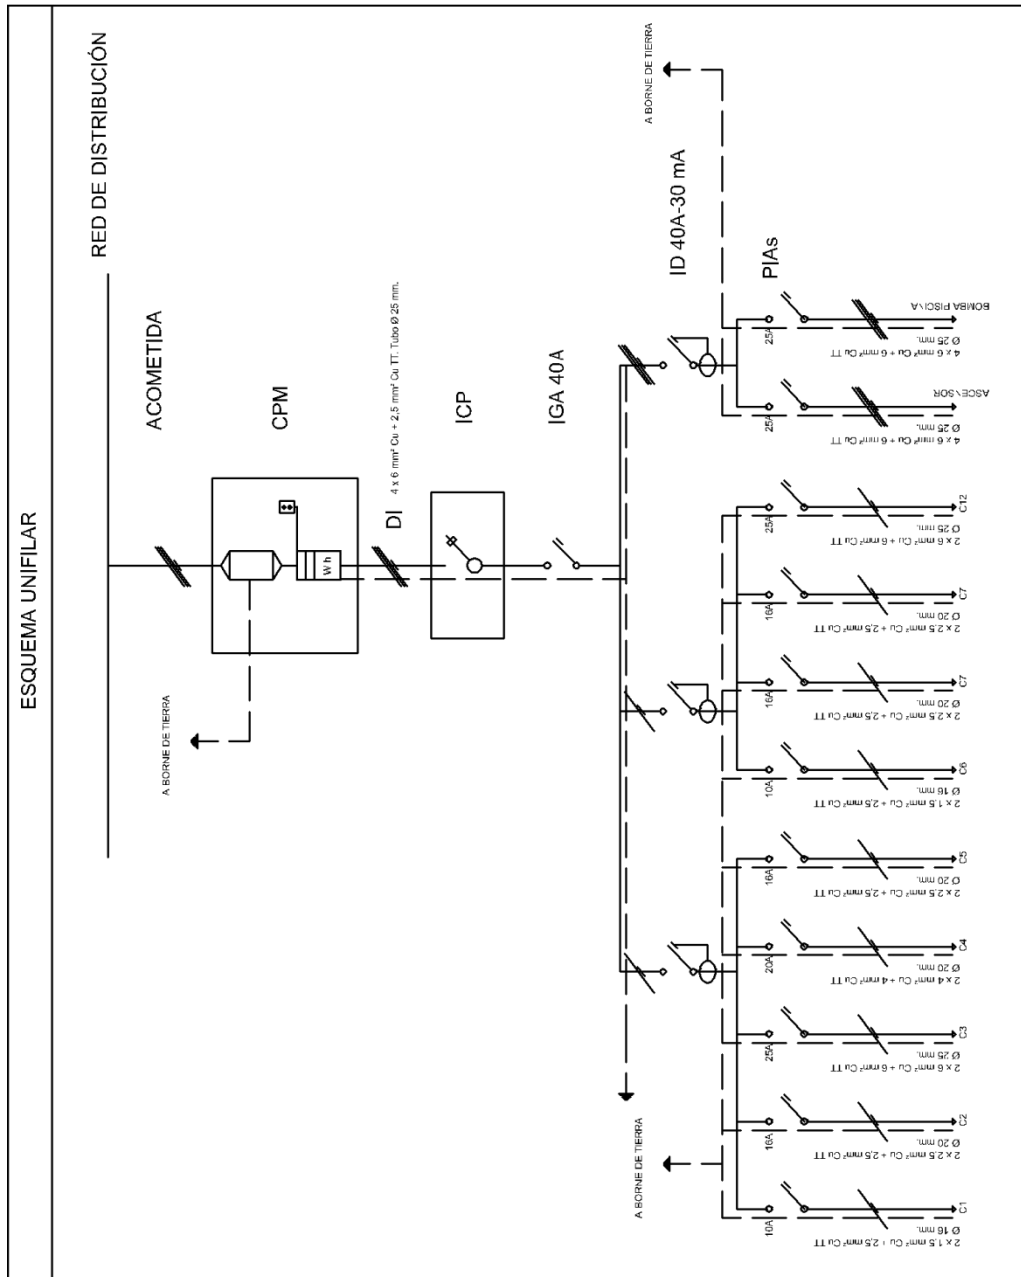 ESQUEMA UNIFILAR
RED DE DISTRIBUCIÓN
ACOMETIDA
CPM
Wh
A BORNE DE TIERRA
DI 4 x 6 mm² Cu + 2,5 mm² Cu TT. Tubo Ø 25 mm.
ICP
IGA 40A
A BORNE DE TIERRA
ID 40A-30 mA
A BORNE DE TIERRA
A BORNE DE TIERRA
PIAs
10A
16A
25A
20A
16A
10A
16A
16A
25A
25A
25A
2 x 1,5 mm² Cu + 2,5 mm² Cu TT
Ø 16 mm.
C1
2 x 2,5 mm² Cu + 2,5 mm² Cu TT
Ø 20 mm.
C2
2 x 6 mm² Cu + 6 mm² Cu TT
Ø 25 mm.
C3
2 x 4 mm² Cu + 4 mm² Cu TT
Ø 20 mm.
C4
2 x 2,5 mm² Cu + 2,5 mm² Cu TT
Ø 20 mm.
C5
2 x 1,5 mm² Cu + 2,5 mm² Cu TT
Ø 16 mm.
C6
2 x 2,5 mm² Cu + 2,5 mm² Cu TT
Ø 20 mm.
C7
2 x 2,5 mm² Cu + 2,5 mm² Cu TT
Ø 20 mm.
C7
2 x 6 mm² Cu + 6 mm² Cu TT
Ø 25 mm.
C12
4 x 6 mm² Cu + 6 mm² Cu TT
Ø 25 mm.
ASCENSOR
4 x 6 mm² Cu + 6 mm² Cu TT
Ø 25 mm.
BOMBA PISCINA